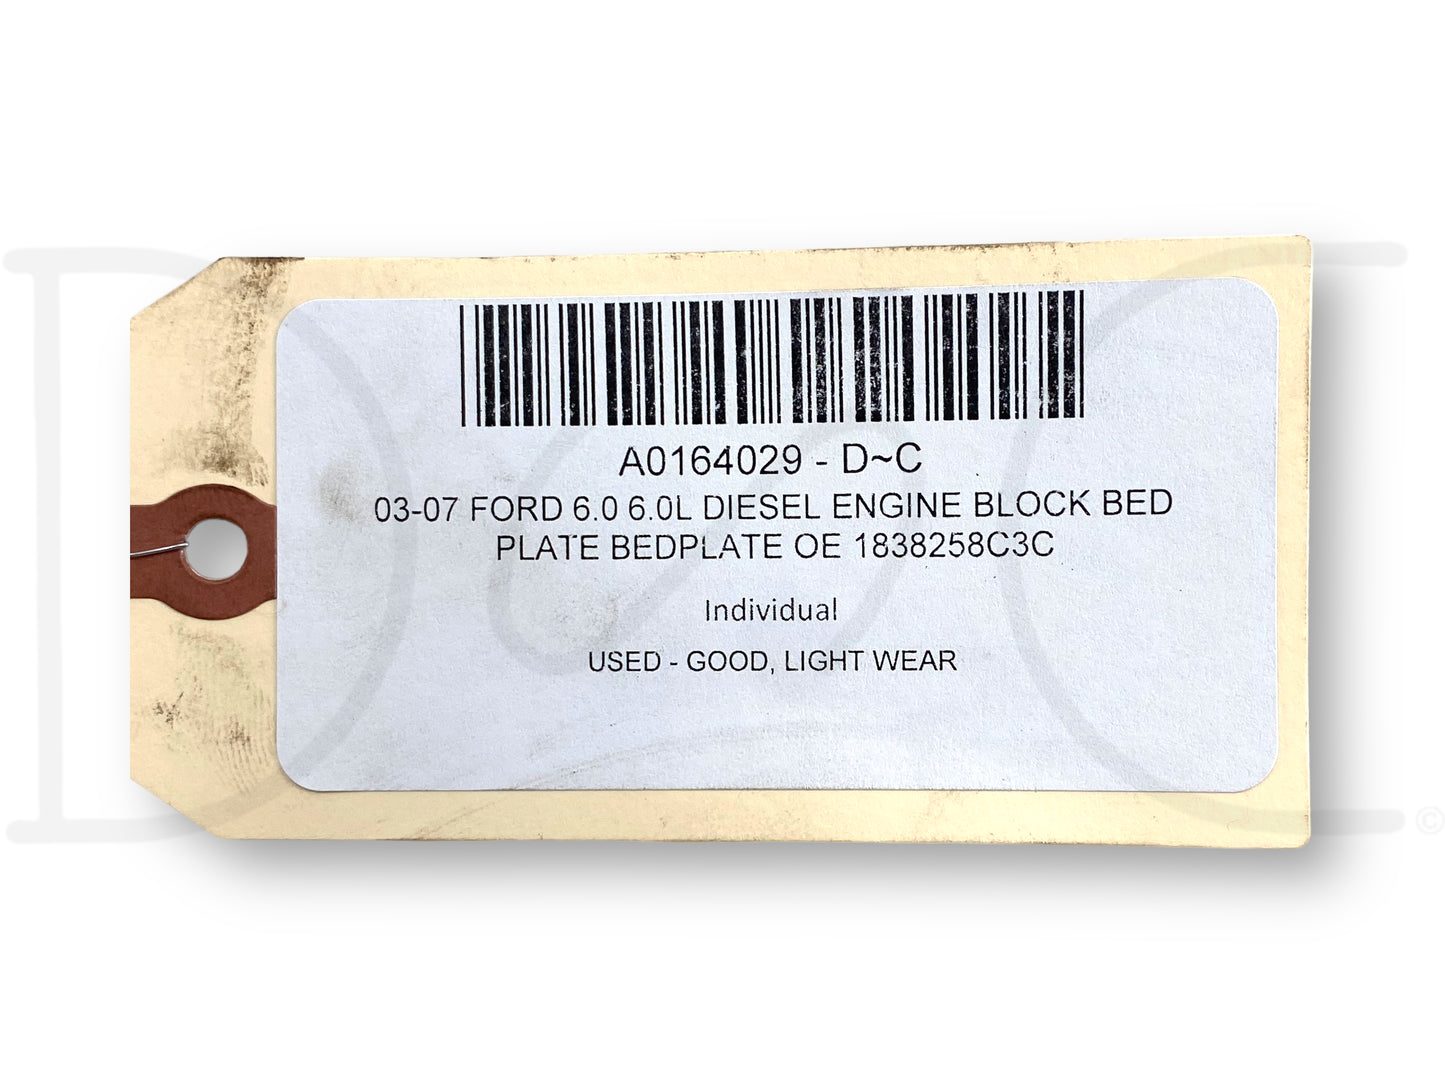 A0164029 - D~C
03-07 FORD 6.0 6.0L DIESEL ENGINE BLOCK BED
PLATE BEDPLATE OE 1838258C3C
Individual
USED - GOOD, LIGHT WEAR
D~C ©